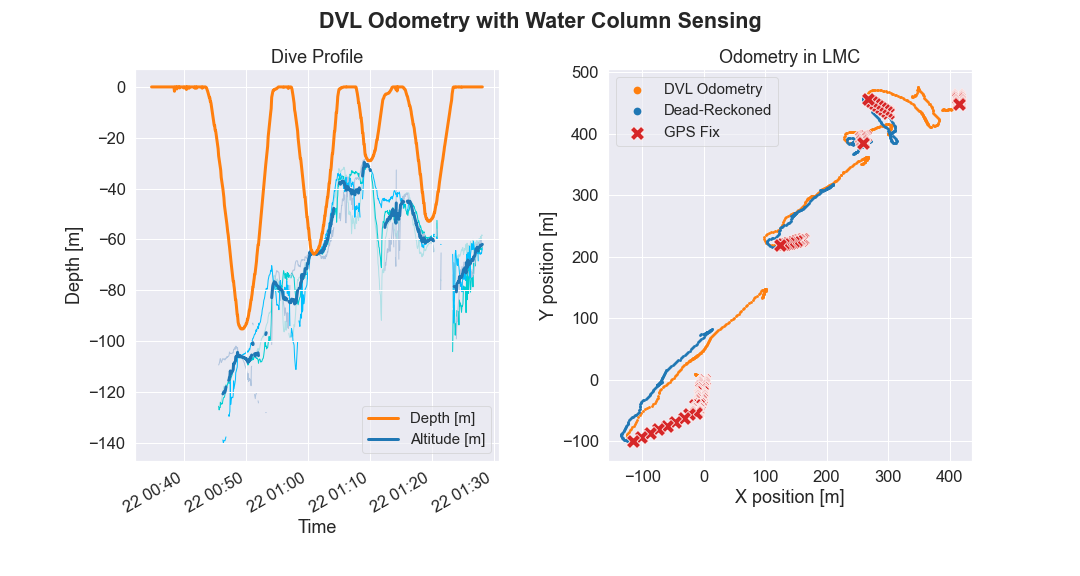 DVL Odometry with Water Column Sensing
Dive Profile
0
−20
−40
−60
−80
−100
−120
−140
Depth [m]
Depth [m]
Altitude [m]
22 00:40
22 00:50
22 01:00
22 01:10
22 01:20
22 01:30
Time
Odometry in LMC
500
400
300
200
100
0
−100
Y position [m]
DVL Odometry
Dead-Reckoned
GPS Fix
−100
0
100
200
300
400
X position [m]